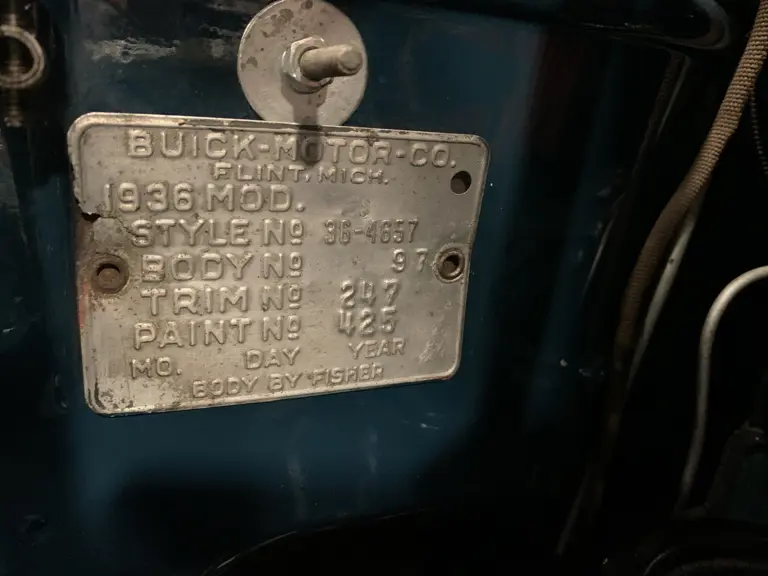 BUICK-MOTOR-CO.
FLINT, MICH.
1936 MOD.
STYLE Nº 36-4657
BODY Nº 97
TRIM Nº 247
PAINT Nº 425
MO. DAY YEAR
BODY BY FISHER